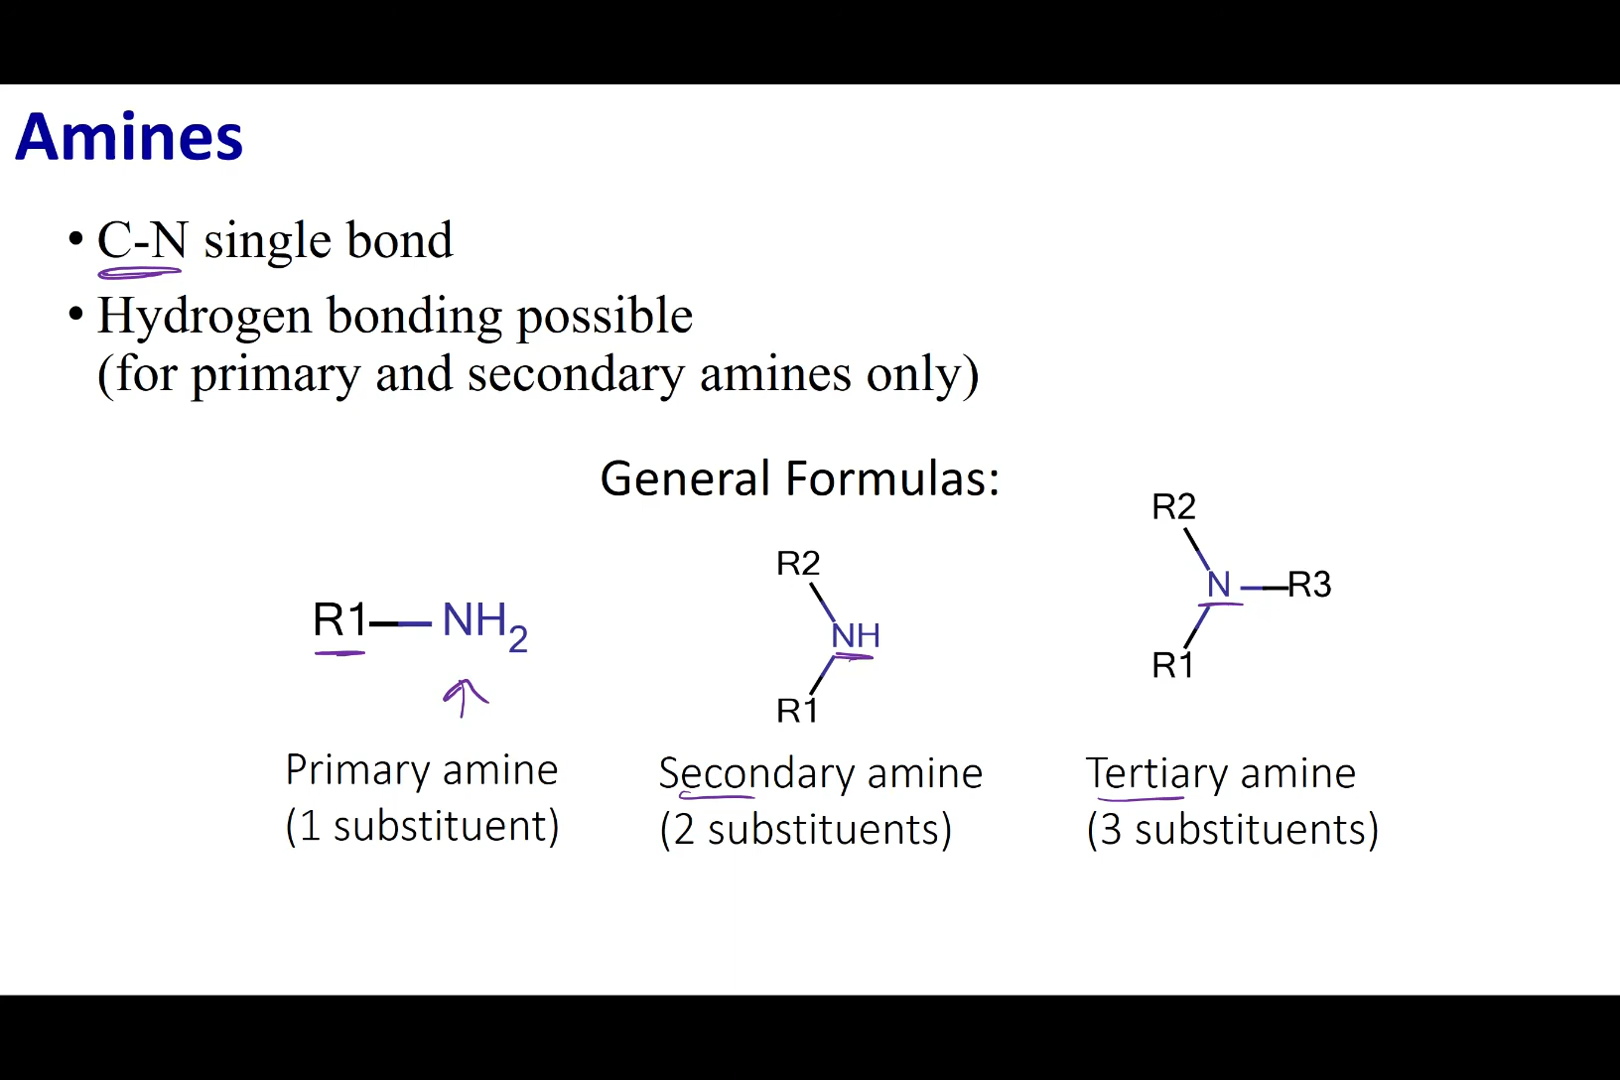 Amines
• C-N single bond
• Hydrogen bonding possible
(for primary and secondary amines only)
General Formulas:
R1—NH₂
R2
NH
R1
R2
N—R3
R1
Primary amine
(1 substituent)
Secondary amine
(2 substituents)
Tertiary amine
(3 substituents)